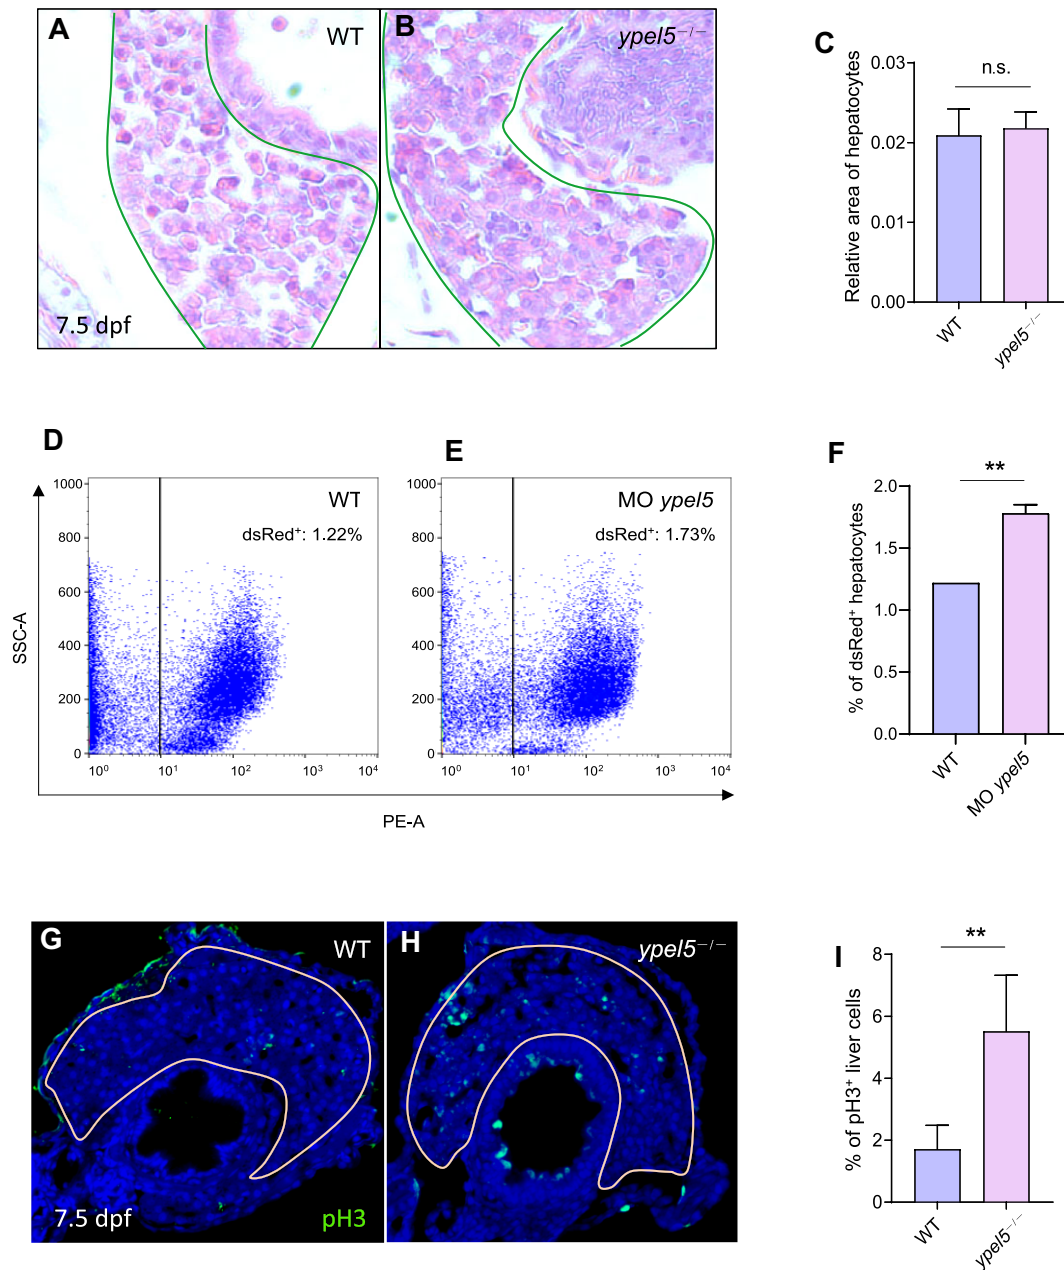 A
WT
7.5 dpf
B
ypel5⁻/⁻
C
Relative area of hepatocytes
0.03
0.02
0.01
0.00
n.s.
WT
ypel5⁻/⁻
D
SSC-A
1000
800
600
400
200
0
WT
dsRed⁺: 1.22%
10⁰ 10¹ 10² 10³ 10⁴
E
1000
800
600
400
200
0
MO ypel5
dsRed⁺: 1.73%
10⁰ 10¹ 10² 10³ 10⁴
PE-A
F
% of dsRed⁺ hepatocytes
2.0
1.5
1.0
0.5
0.0
**
WT
MO ypel5
G
WT
7.5 dpf
pH3
H
ypel5⁻/⁻
I
% of pH3⁺ liver cells
8
6
4
2
0
**
WT
ypel5⁻/⁻